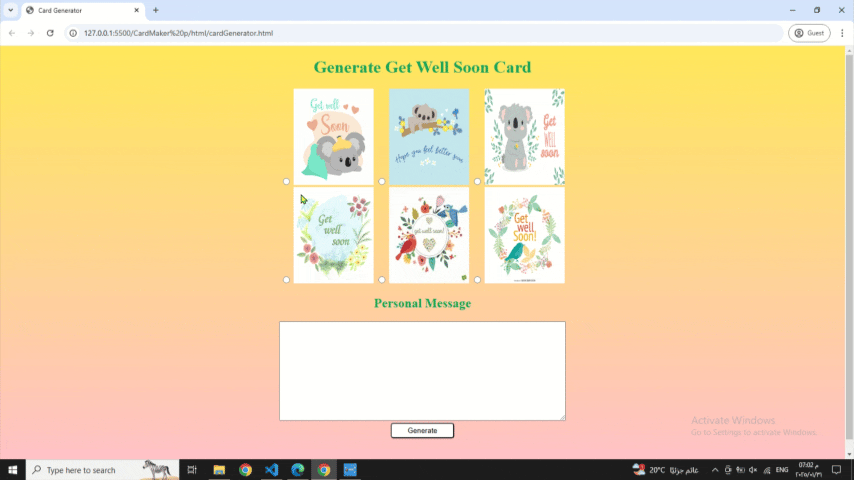 Card Generator
127.0.0.1:5500/CardMaker%20p/html/cardGenerator.html
Guest
Generate Get Well Soon Card
Get well
Soon
Hope you feel better soon
Get
WELL
soon
Get
well
soon
get well soon!
Get
well
Soon!
Personal Message
Generate
Activate Windows
Go to Settings to activate Windows.
Type here to search
20°C غائم جزئيًا
ENG
07:02 م